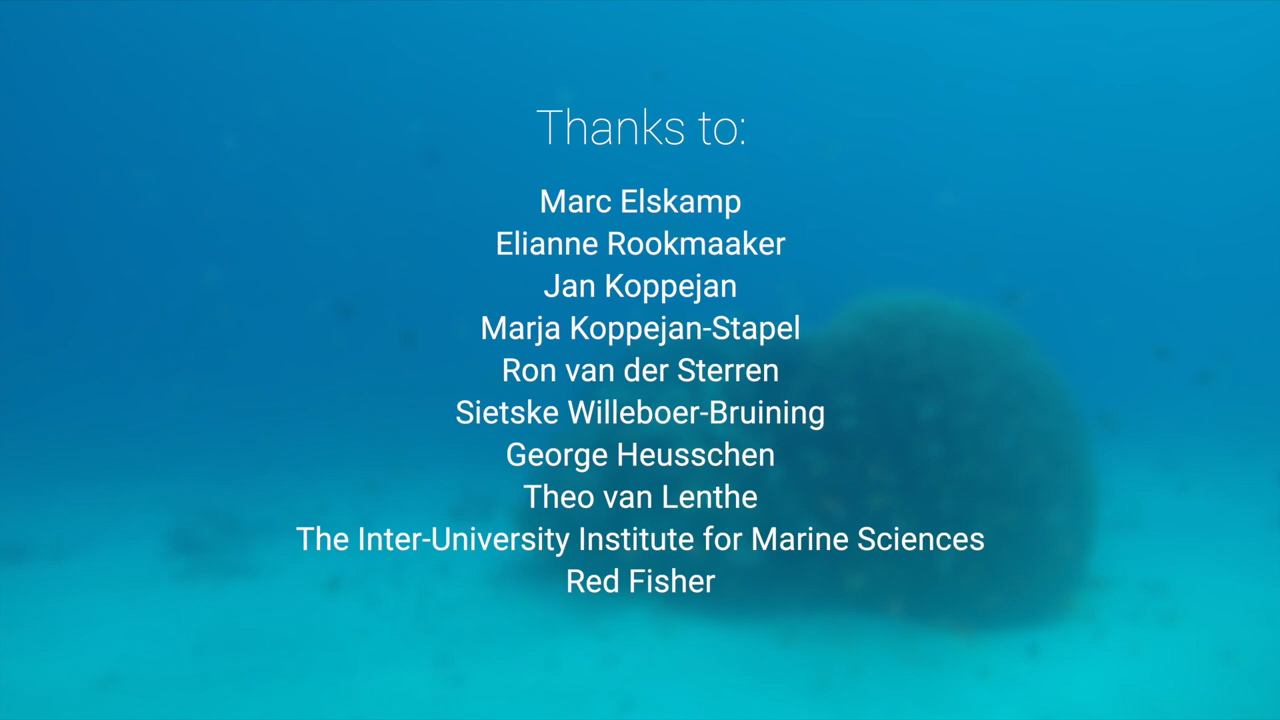 Thanks to:
Marc Elskamp
Elianne Rookmaaker
Jan Koppejan
Marja Koppejan-Stapel
Ron van der Sterren
Sietske Willeboer-Bruining
George Heusschen
Theo van Lenthe
The Inter-University Institute for Marine Sciences
Red Fisher